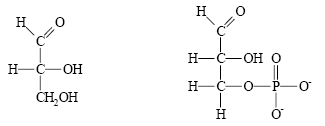 H O H O
C C
H—C—OH H—C—OH O
CH₂OH H—C—O—P—O⁻
H O⁻